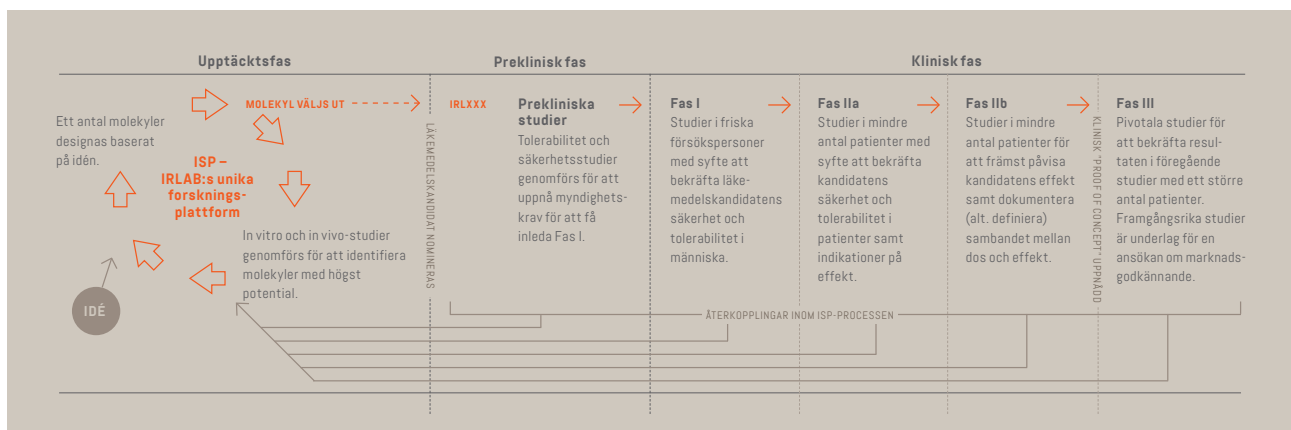 Upptäcktsfas
Preklinisk fas
Klinisk fas
Ett antal molekyler
designas baserat
på idén.
MOLEKYL VÄLJS UT
ISP –
IRLAB:s unika
forsknings-
plattform
In vitro och in vivo-studier
genomförs för att identifiera
molekyler med högst
potential.
IDÉ
LÄKEMEDELSKANDIDAT NOMINERAS
IRLXXX
Prekliniska
studier
Tolerabilitet och
säkerhetsstudier
genomförs för att
uppnå myndighets-
krav för att få
inleda Fas I.
Fas I
Studier i friska
försökspersoner
med syfte att
bekräfta läke-
medelskandidatens
säkerhet och
tolerabilitet i
människa.
Fas IIa
Studier i mindre
antal patienter med
syfte att bekräfta
kandidatens
säkerhet och
tolerabilitet i
patienter samt
indikationer på
effekt.
Fas IIb
Studier i mindre
antal patienter för
att främst påvisa
kandidatens effekt
samt dokumentera
(alt. definiera)
sambandet mellan
dos och effekt.
KLINISK "PROOF OF CONCEPT" UPPNÅDD
Fas III
Pivotala studier för
att bekräfta resul-
taten i föregående
studier med ett större
antal patienter.
Framgångsrika studier
är underlag för en
ansökan om marknads-
godkännande.
ÅTERKOPPLINGAR INOM ISP-PROCESSEN